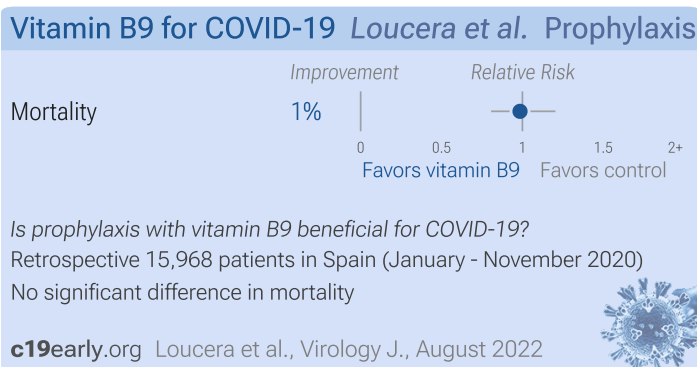 Vitamin B9 for COVID-19 Loucera et al. Prophylaxis
Improvement Relative Risk
Mortality 1%
0 0.5 1 1.5 2+
Favors vitamin B9 Favors control
Is prophylaxis with vitamin B9 beneficial for COVID-19?
Retrospective 15,968 patients in Spain (January - November 2020)
No significant difference in mortality
c19early.org Loucera et al., Virology J., August 2022